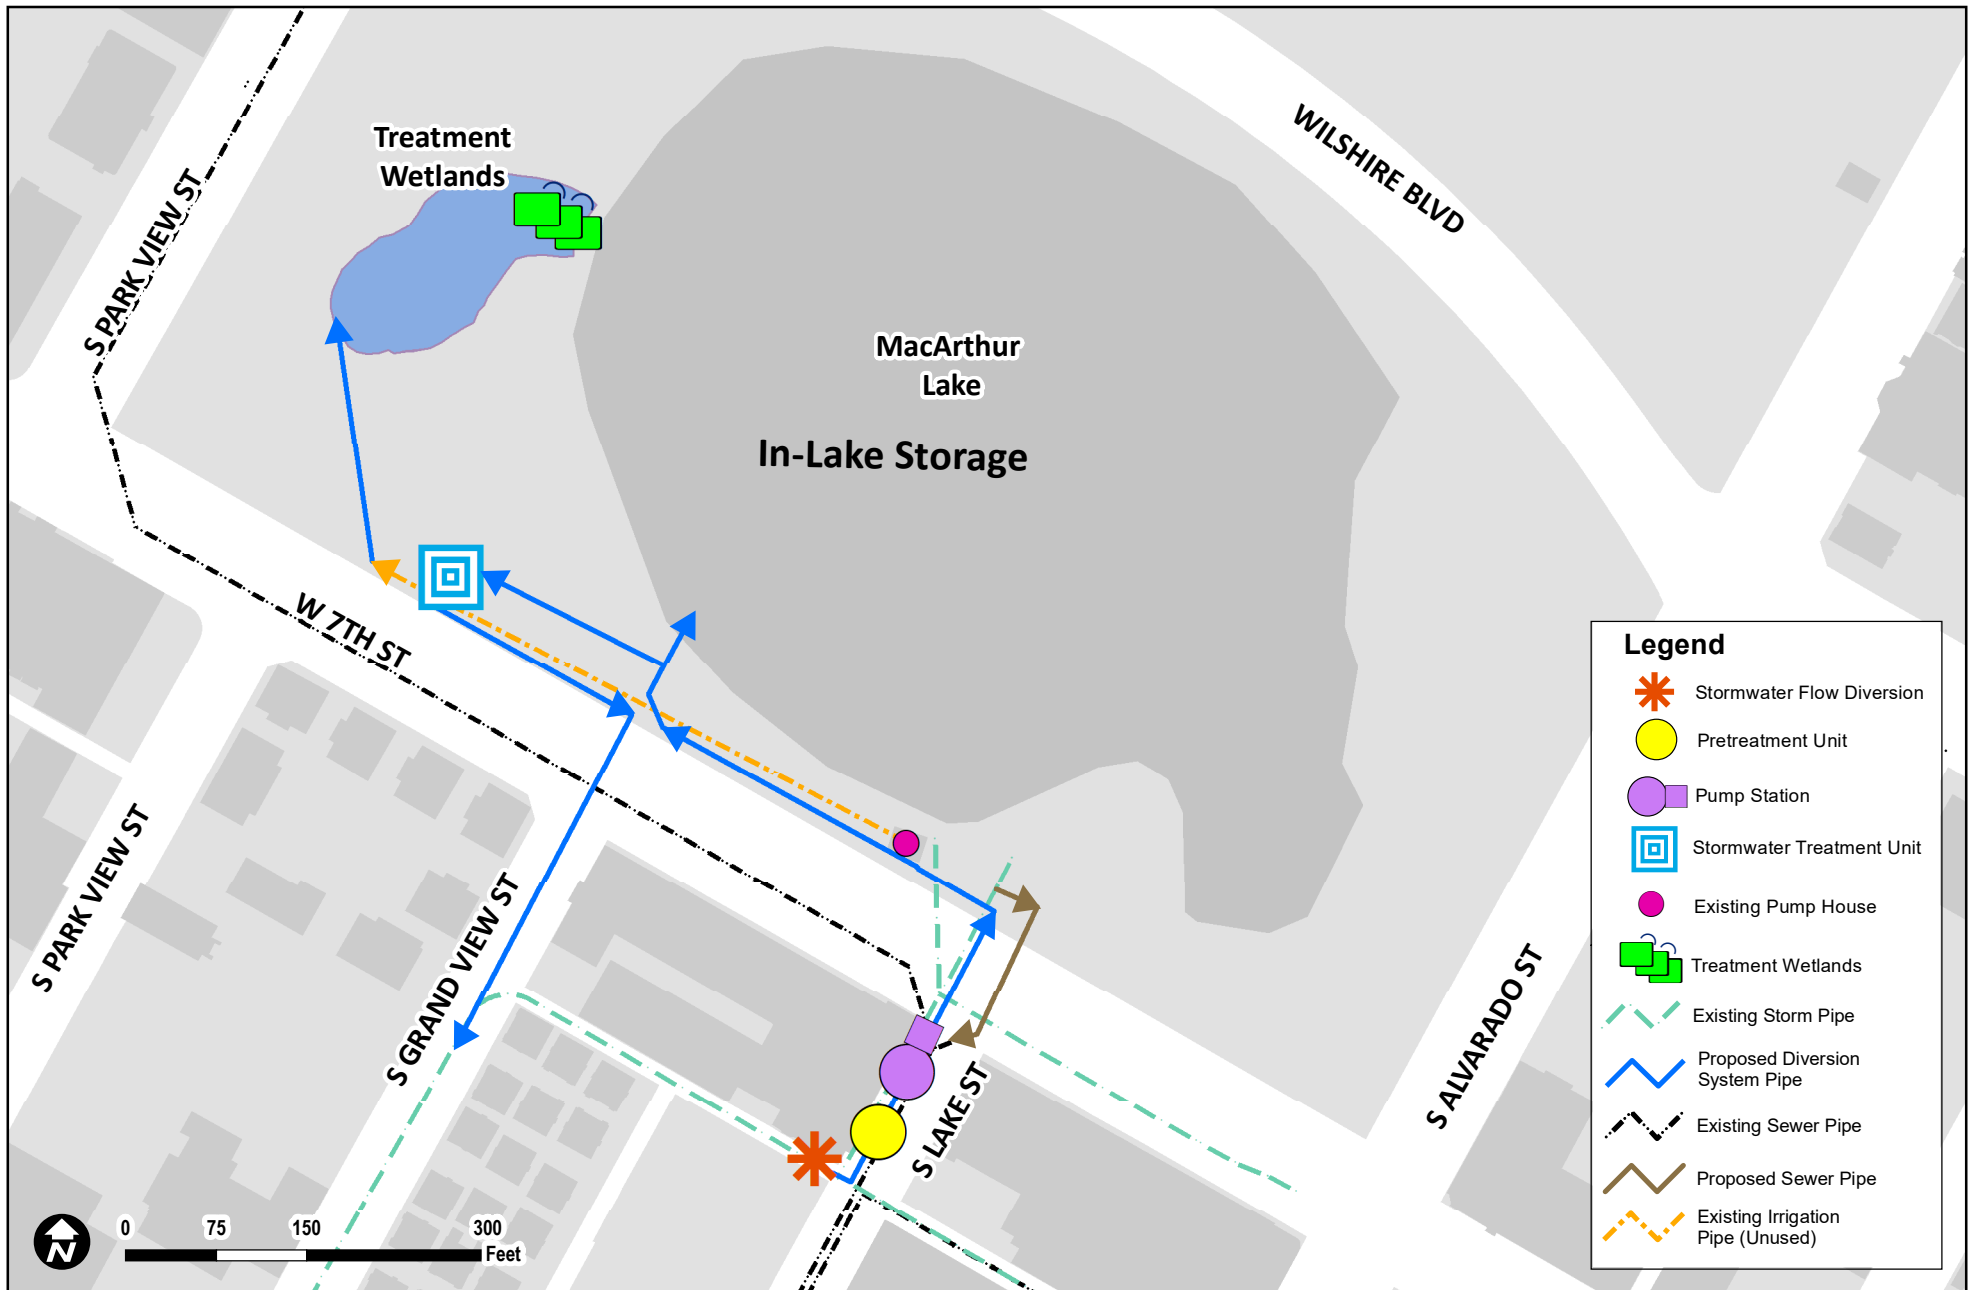 Treatment
Wetlands
S PARK VIEW ST
WILSHIRE BLVD
MacArthur
Lake
In-Lake Storage
W 7TH ST
S PARK VIEW ST
S GRAND VIEW ST
S LAKE ST
S ALVARADO ST
N
0 75 150 300
Feet
Legend
Stormwater Flow Diversion
Pretreatment Unit
Pump Station
Stormwater Treatment Unit
Existing Pump House
Treatment Wetlands
Existing Storm Pipe
Proposed Diversion
System Pipe
Existing Sewer Pipe
Proposed Sewer Pipe
Existing Irrigation
Pipe (Unused)